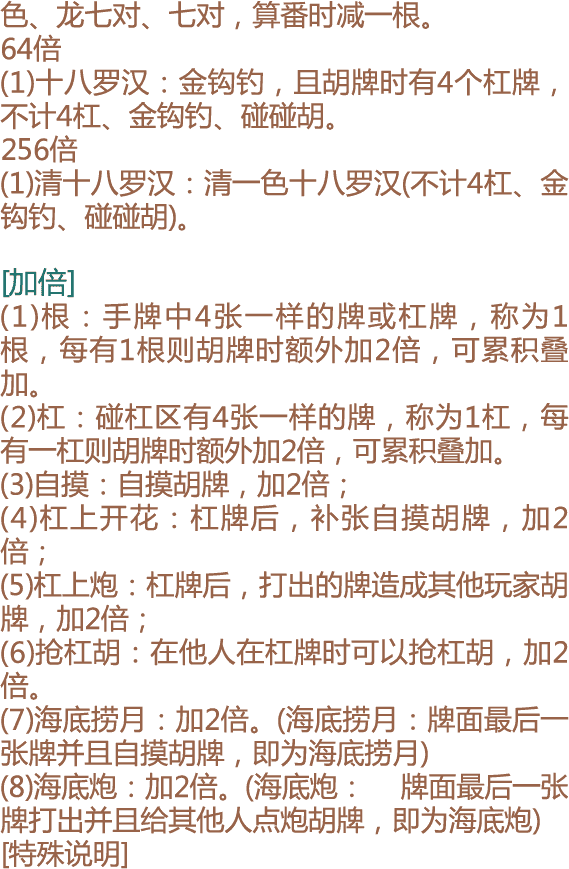 色、龙七对、七对，算番时减一根。
64倍
(1)十八罗汉：金钩钓，且胡牌时有4个杠牌，
不计4杠、金钩钓、碰碰胡。
256倍
(1)清十八罗汉：清一色十八罗汉(不计4杠、金
钩钓、碰碰胡)。
[加倍]
(1)根：手牌中4张一样的牌或杠牌，称为1
根，每有1根则胡牌时额外加2倍，可累积叠
加。
(2)杠：碰杠区有4张一样的牌，称为1杠，每
有一杠则胡牌时额外加2倍，可累积叠加。
(3)自摸：自摸胡牌，加2倍；
(4)杠上开花：杠牌后，补张自摸胡牌，加2
倍；
(5)杠上炮：杠牌后，打出的牌造成其他玩家胡
牌，加2倍；
(6)抢杠胡：在他人在杠牌时可以抢杠胡，加2
倍。
(7)海底捞月：加2倍。(海底捞月：牌面最后一
张牌并且自摸胡牌，即为海底捞月)
(8)海底炮：加2倍。(海底炮：　牌面最后一张
牌打出并且给其他人点炮胡牌，即为海底炮)
[特殊说明]